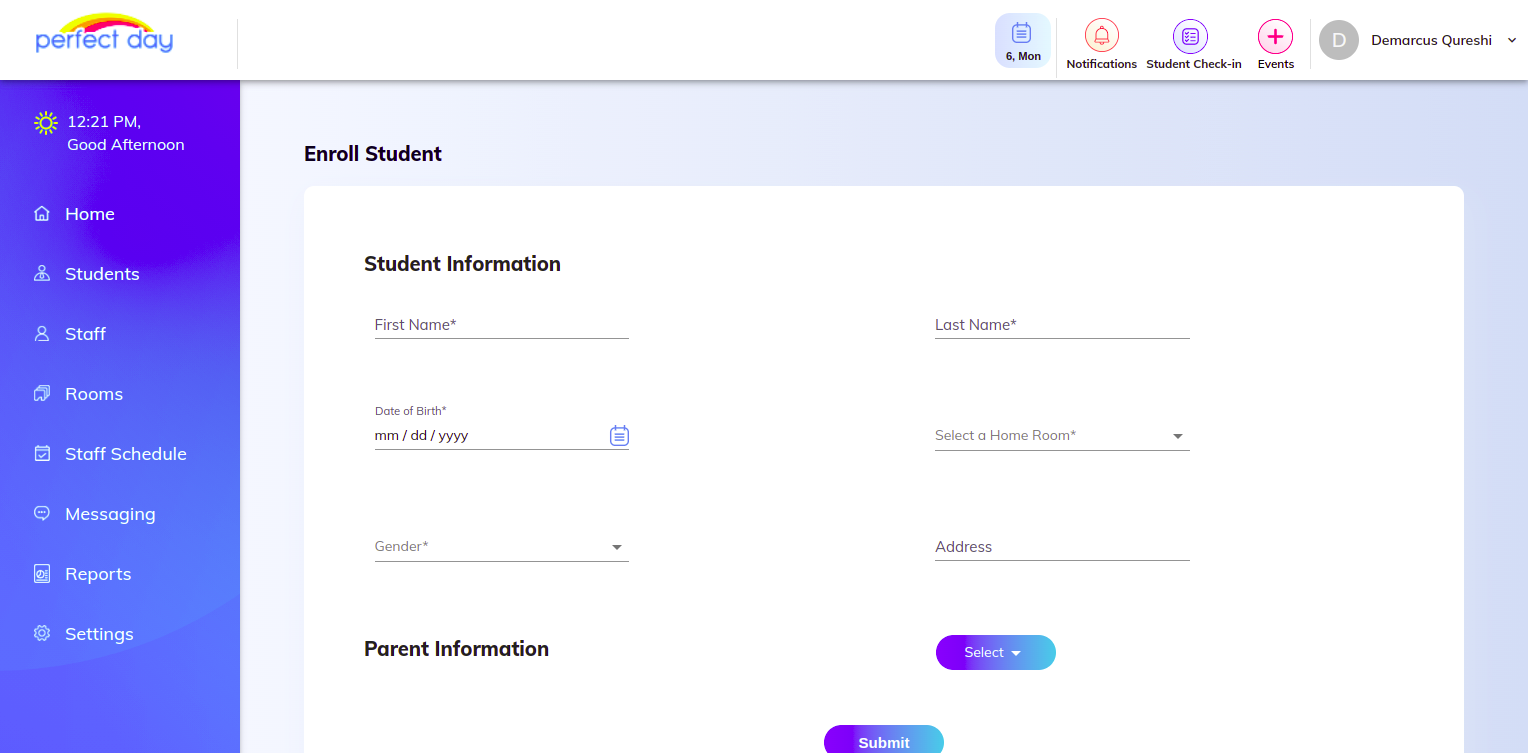 perfect day
6, Mon
Notifications
Student Check-in
Events
D
Demarcus Qureshi
12:21 PM,
Good Afternoon
Home
Students
Staff
Rooms
Staff Schedule
Messaging
Reports
Settings
Enroll Student
Student Information
First Name*
Last Name*
Date of Birth*
mm / dd / yyyy
Select a Home Room*
Gender*
Address
Parent Information
Select
Submit